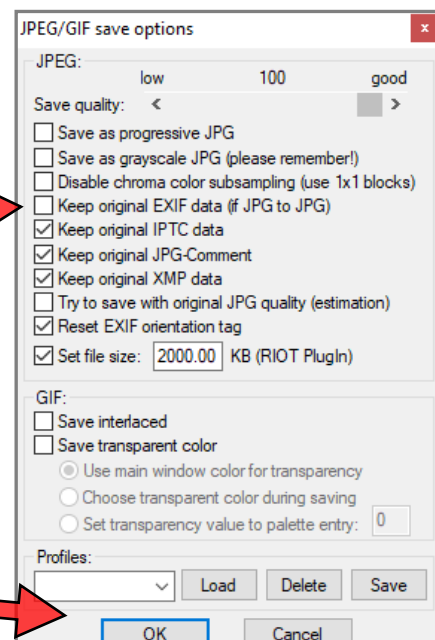 JPEG/GIF save options
x
JPEG:
low 100 good
Save quality: < >
Save as progressive JPG
Save as grayscale JPG (please remember!)
Disable chroma color subsampling (use 1x1 blocks)
Keep original EXIF data (if JPG to JPG)
Keep original IPTC data
Keep original JPG-Comment
Keep original XMP data
Try to save with original JPG quality (estimation)
Reset EXIF orientation tag
Set file size: 2000.00 KB (RIOT PlugIn)
GIF:
Save interlaced
Save transparent color
Use main window color for transparency
Choose transparent color during saving
Set transparency value to palette entry: 0
Profiles:
Load Delete Save
OK Cancel